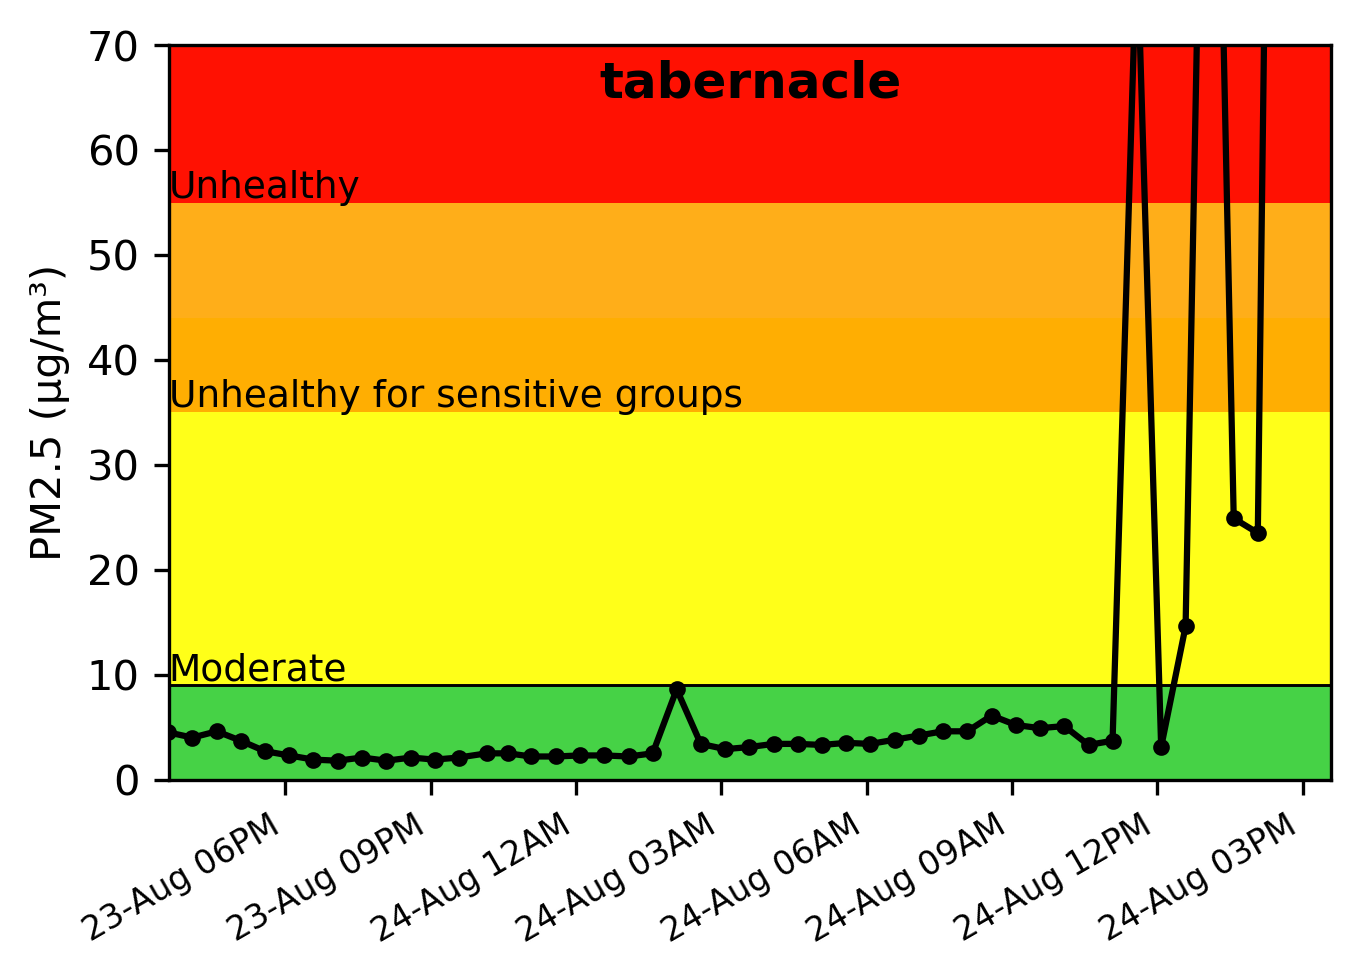 tabernacle
PM2.5 (μg/m³)
70
60
50
40
30
20
10
0
Unhealthy
Unhealthy for sensitive groups
Moderate
23-Aug 06PM
23-Aug 09PM
24-Aug 12AM
24-Aug 03AM
24-Aug 06AM
24-Aug 09AM
24-Aug 12PM
24-Aug 03PM